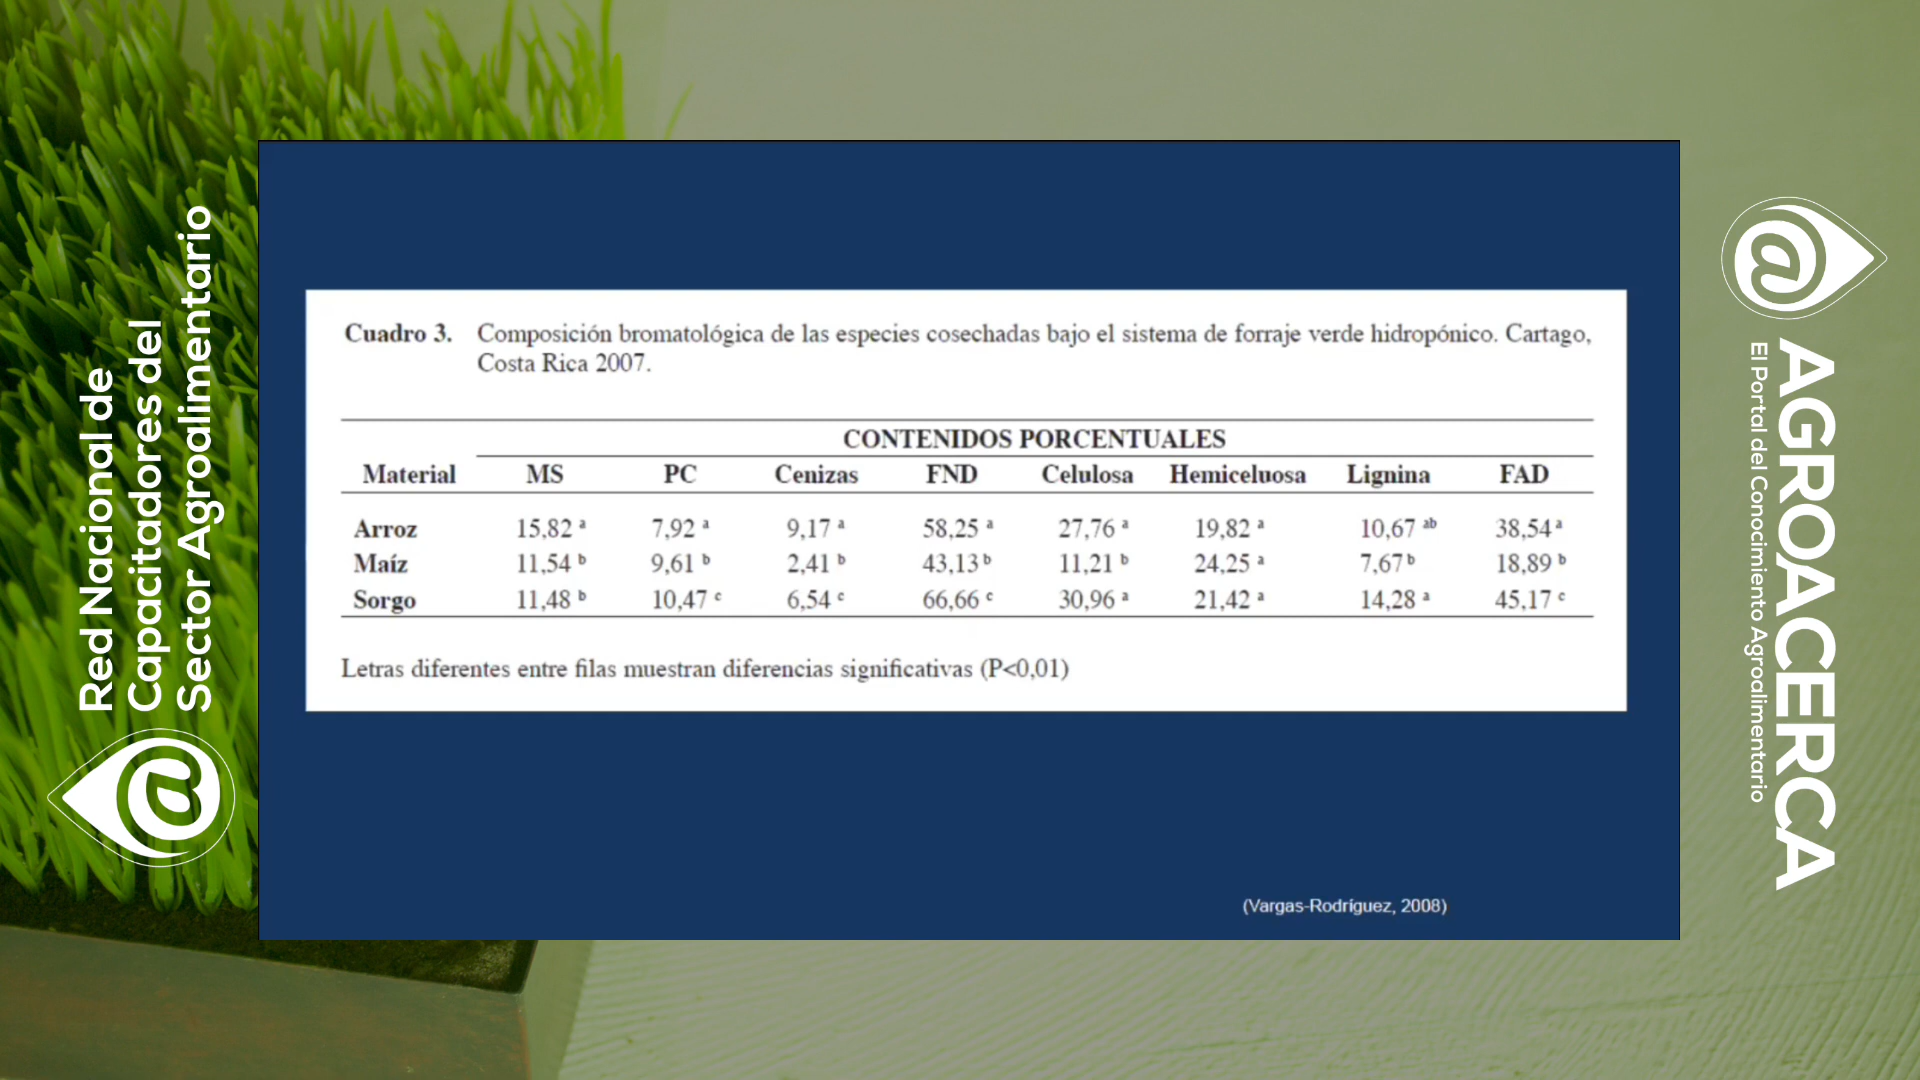 Red Nacional de
Capacitadores del
Sector Agroalimentario
@
Cuadro 3. Composición bromatológica de las especies cosechadas bajo el sistema de forraje verde hidropónico. Cartago,
Costa Rica 2007.
CONTENIDOS PORCENTUALES
Material MS PC Cenizas FND Celulosa Hemiceluosa Lignina FAD
Arroz 15,82 a 7,92 a 9,17 a 58,25 a 27,76 a 19,82 a 10,67 ab 38,54 a
Maíz 11,54 b 9,61 b 2,41 b 43,13 b 11,21 b 24,25 a 7,67 b 18,89 b
Sorgo 11,48 b 10,47 c 6,54 c 66,66 c 30,96 a 21,42 a 14,28 a 45,17 c
Letras diferentes entre filas muestran diferencias significativas (P<0,01)
(Vargas-Rodríguez, 2008)
@
AGROACERCA
El Portal del Conocimiento Agroalimentario